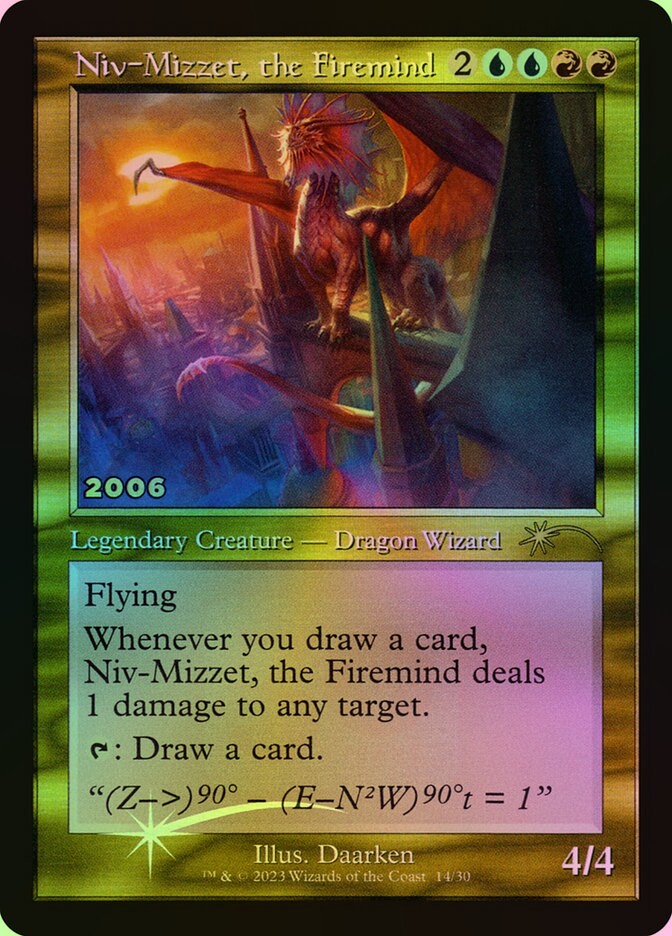 Niv-Mizzet, the Firemind 2
2006
Legendary Creature — Dragon Wizard
Flying
Whenever you draw a card,
Niv-Mizzet, the Firemind deals
1 damage to any target.
: Draw a card.
“(Z–>)90° – (E–N²W)90°t = 1”
Illus. Daarken
™ & © 2023 Wizards of the Coast 14/30
4/4